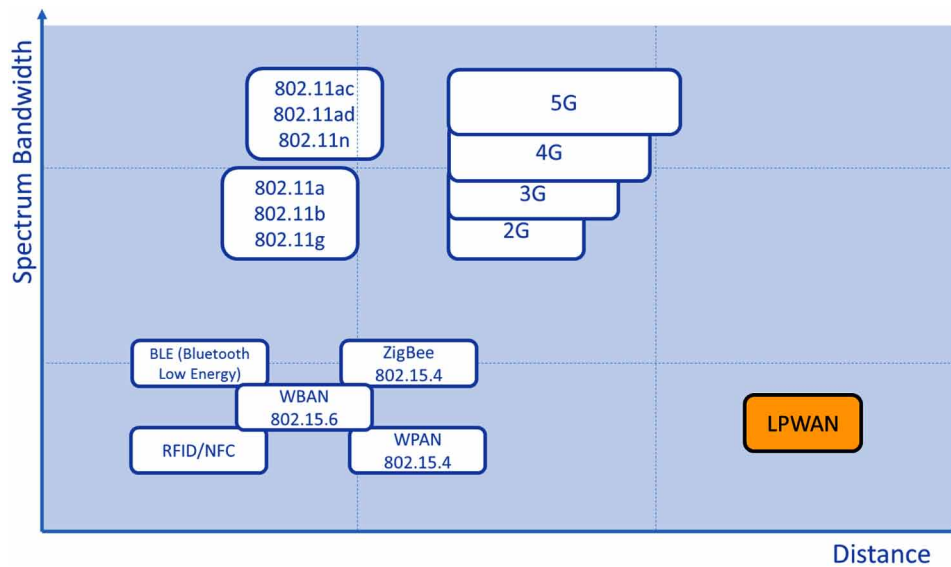 Spectrum Bandwidth
802.11ac
802.11ad
802.11n
802.11a
802.11b
802.11g
5G
4G
3G
2G
BLE (Bluetooth
Low Energy)
ZigBee
802.15.4
WBAN
802.15.6
RFID/NFC
WPAN
802.15.4
LPWAN
Distance